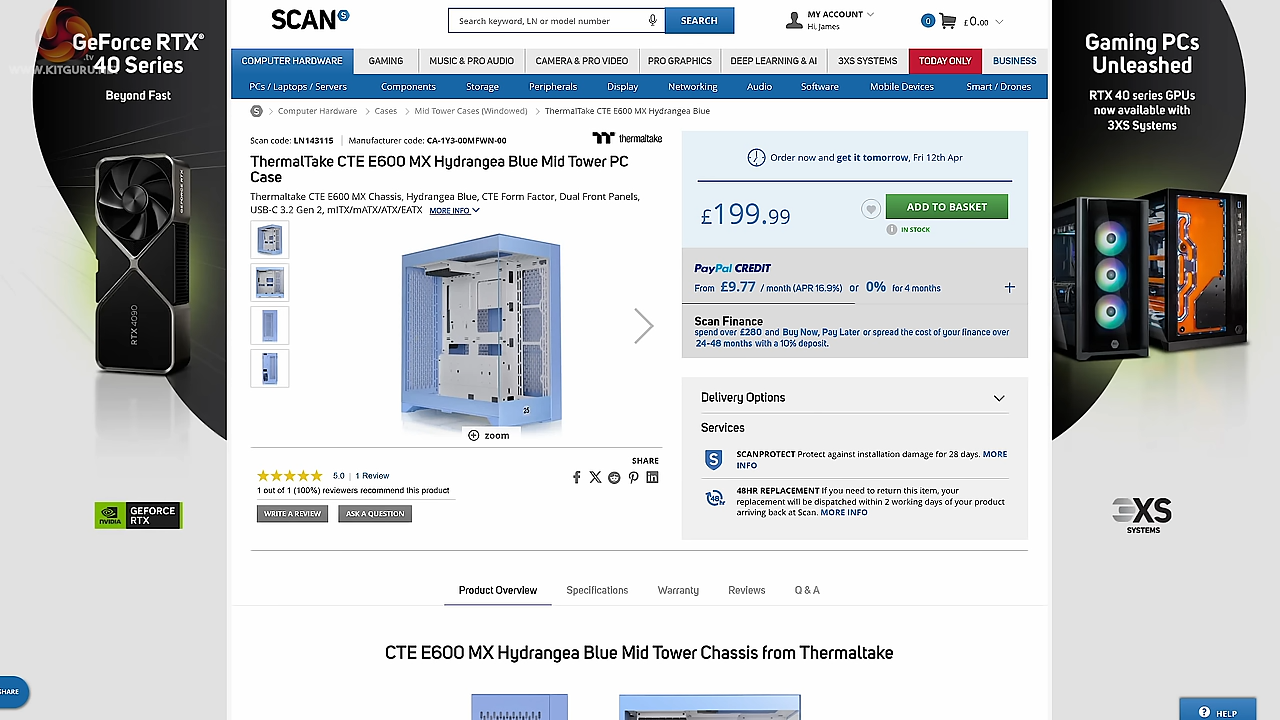 GeForce RTX®
40 Series
Beyond Fast
.tv
WWW.KITGURU.NET
RTX 4090
GEFORCE RTX
NVIDIA
GEFORCE
RTX
SHARE
SCAN S
Search keyword, LN or model number
SEARCH
MY ACCOUNT
Hi, James
0
£0.00
COMPUTER HARDWARE
GAMING
MUSIC & PRO AUDIO
CAMERA & PRO VIDEO
PRO GRAPHICS
DEEP LEARNING & AI
3XS SYSTEMS
TODAY ONLY
BUSINESS
PCs / Laptops / Servers
Components
Storage
Peripherals
Display
Networking
Audio
Software
Mobile Devices
Smart / Drones
S > Computer Hardware > Cases > Mid Tower Cases (Windowed) > ThermalTake CTE E600 MX Hydrangea Blue
Scan code: LN143115 | Manufacturer code: CA-1Y3-00MFWN-00
thermaltake
ThermalTake CTE E600 MX Hydrangea Blue Mid Tower PC
Case
Thermaltake CTE E600 MX Chassis, Hydrangea Blue, CTE Form Factor, Dual Front Panels,
USB-C 3.2 Gen 2, mITX/mATX/ATX/EATX MORE INFO
25
zoom
SHARE
5.0 | 1 Review
1 out of 1 (100%) reviewers recommend this product
WRITE A REVIEW
ASK A QUESTION
Order now and get it tomorrow, Fri 12th Apr
£199.99
ADD TO BASKET
IN STOCK
PayPal CREDIT
From £9.77 / month (APR 16.9%) or 0% for 4 months
Scan Finance
spend over £280 and Buy Now, Pay Later or spread the cost of your finance over
24-48 months with a 10% deposit.
Delivery Options
Services
S
SCANPROTECT Protect against installation damage for 28 days. MORE
INFO
48
48HR REPLACEMENT If you need to return this item, your
replacement will be dispatched within 2 working days of your product
arriving back at Scan. MORE INFO
Product Overview
Specifications
Warranty
Reviews
Q & A
CTE E600 MX Hydrangea Blue Mid Tower Chassis from Thermaltake
Gaming PCs
Unleashed
RTX 40 series GPUs
now available with
3XS Systems
3XS
SYSTEMS
? HELP